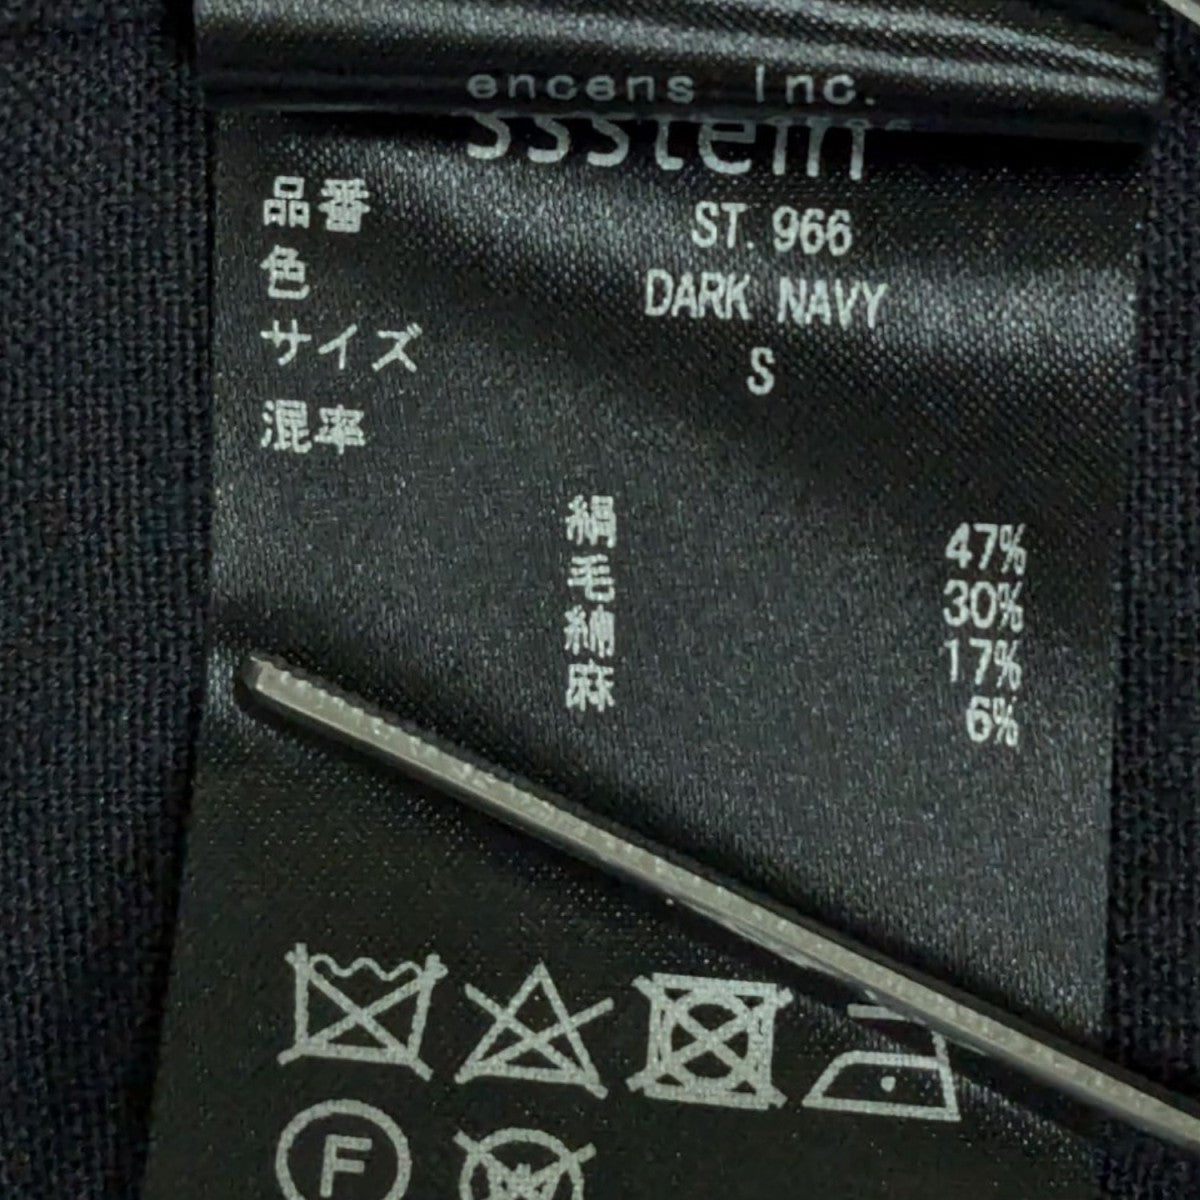 encens Inc.
ssstein
品番 ST. 966
色 DARK NAVY
サイズ S
混率
絹 47%
毛 30%
綿 17%
麻 6%
F